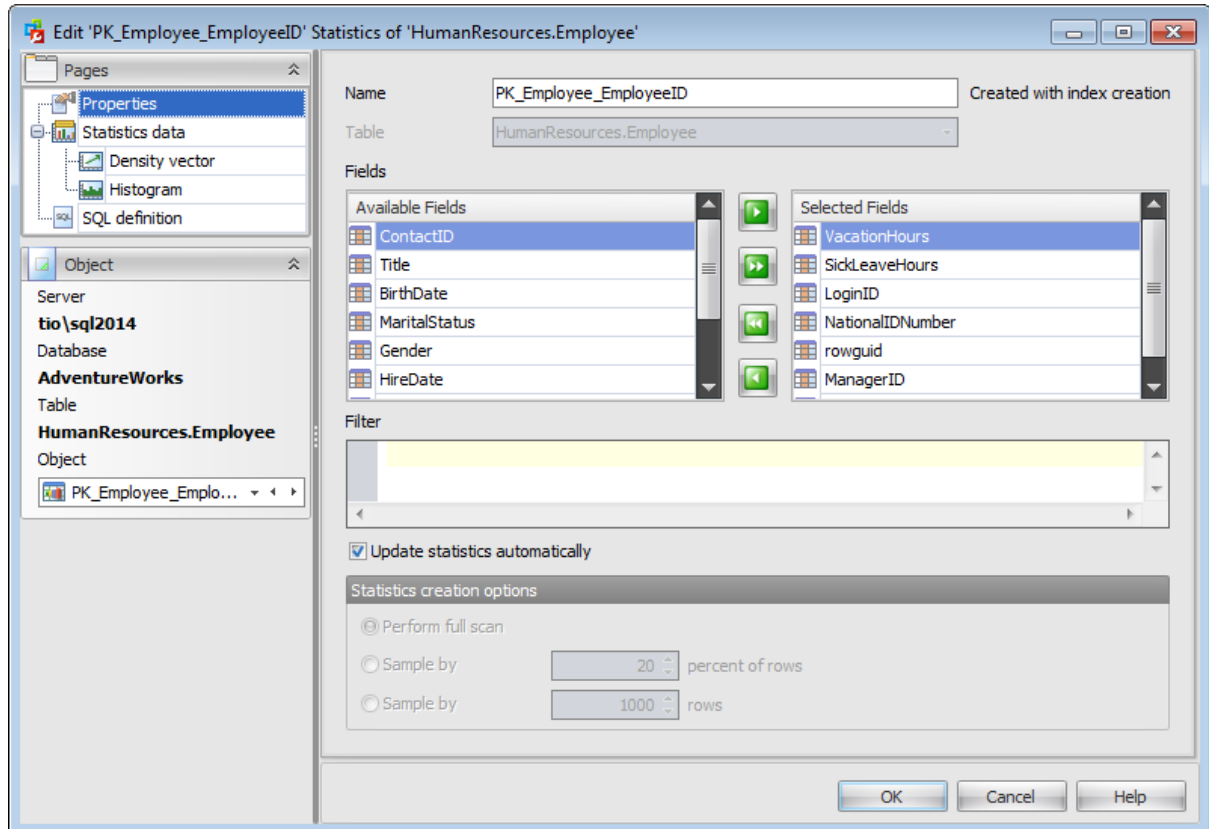 Edit 'PK_Employee_EmployeeID' Statistics of 'HumanResources.Employee'
Pages
Properties
Statistics data
Density vector
Histogram
SQL
SQL definition
Object
Server
tio\sql2014
Database
AdventureWorks
Table
HumanResources.Employee
Object
PK_Employee_Emplo...
Name
PK_Employee_EmployeeID
Created with index creation
Table
HumanResources.Employee
Fields
Available Fields
ContactID
Title
BirthDate
MaritalStatus
Gender
HireDate
Selected Fields
VacationHours
SickLeaveHours
LoginID
NationalIDNumber
rowguid
ManagerID
Filter
Update statistics automatically
Statistics creation options
Perform full scan
Sample by 20 percent of rows
Sample by 1000 rows
OK Cancel Help